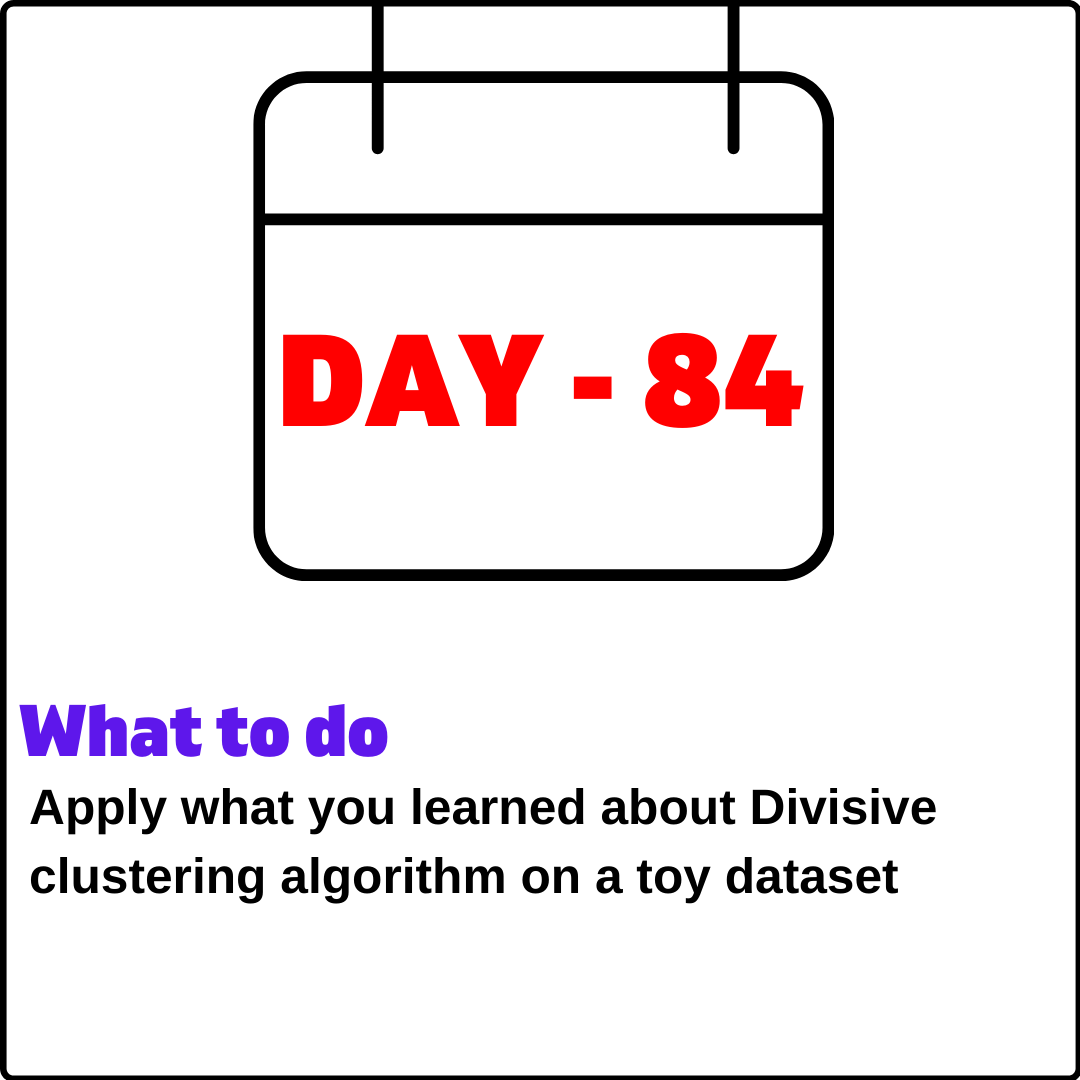 DAY - 84
What to do
Apply what you learned about Divisive
clustering algorithm on a toy dataset